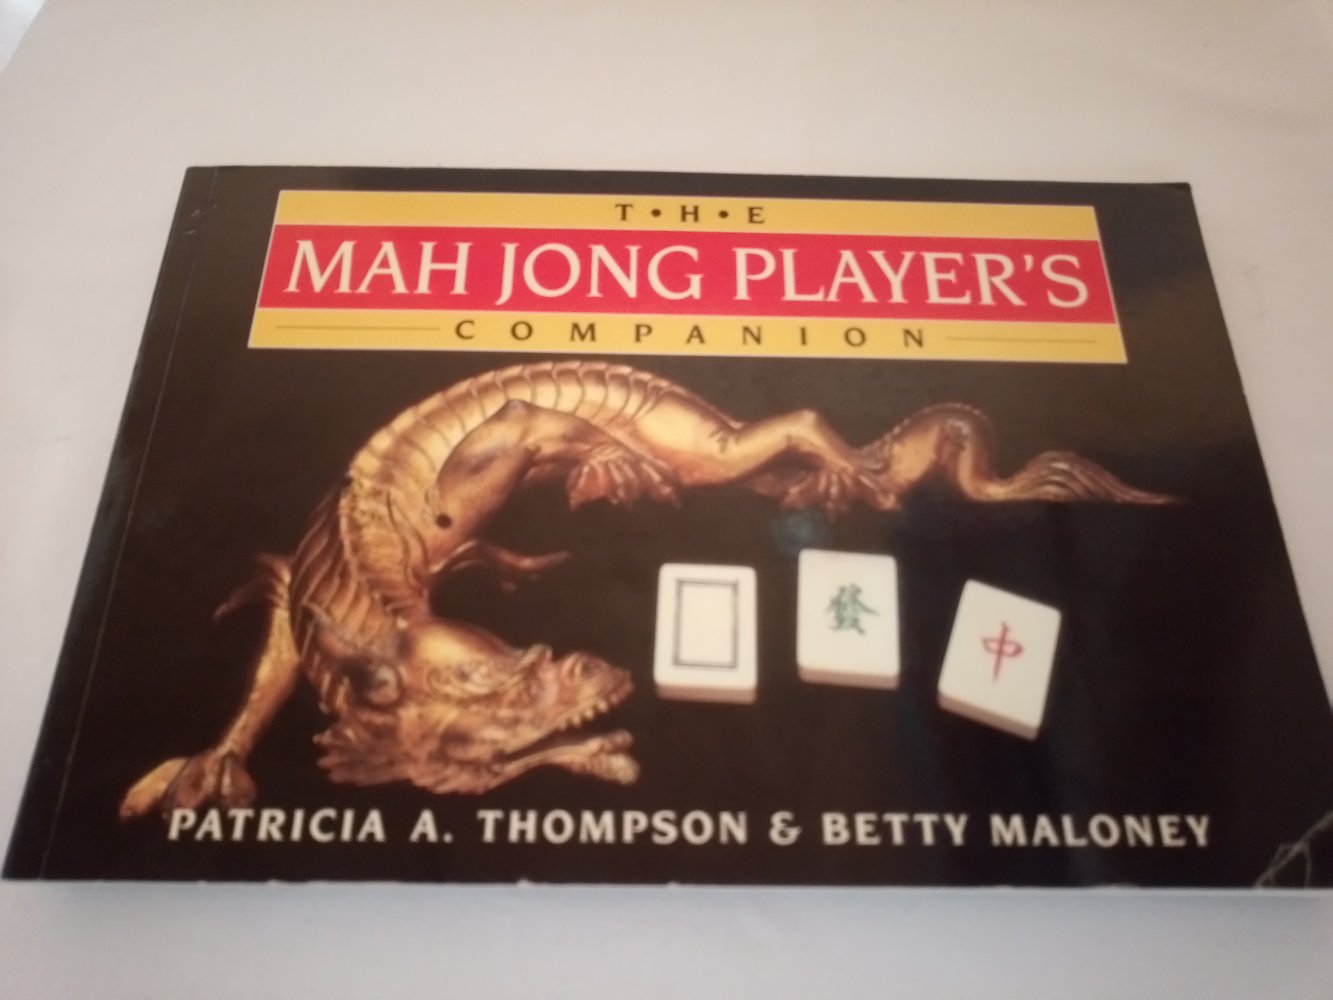 T•H•E
MAH JONG PLAYER'S
COMPANION
發
中
PATRICIA A. THOMPSON & BETTY MALONEY